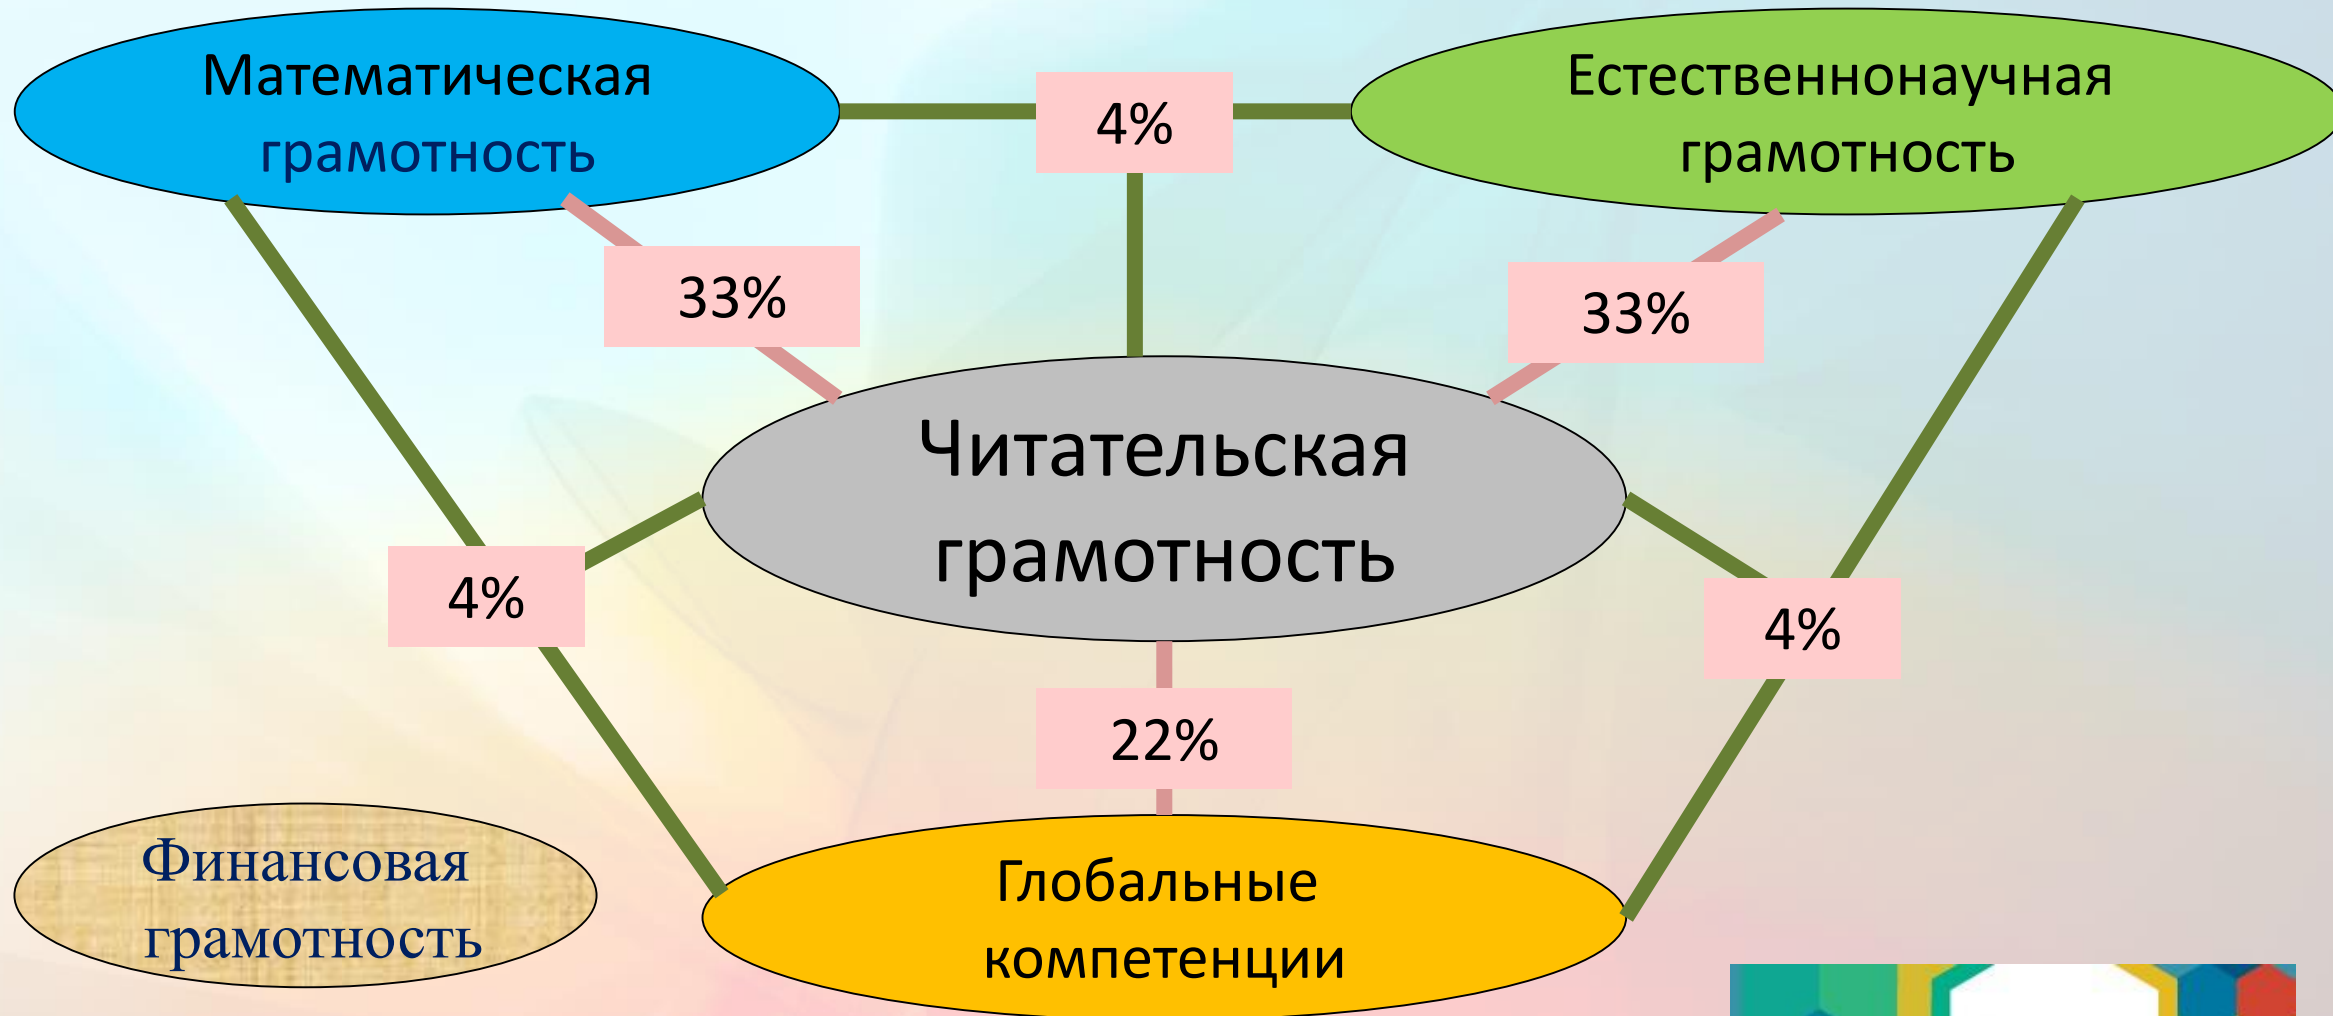 Математическая
грамотность
4%
Естественнонаучная
грамотность
33%
33%
Читательская
грамотность
4%
4%
22%
Финансовая
грамотность
Глобальные
компетенции